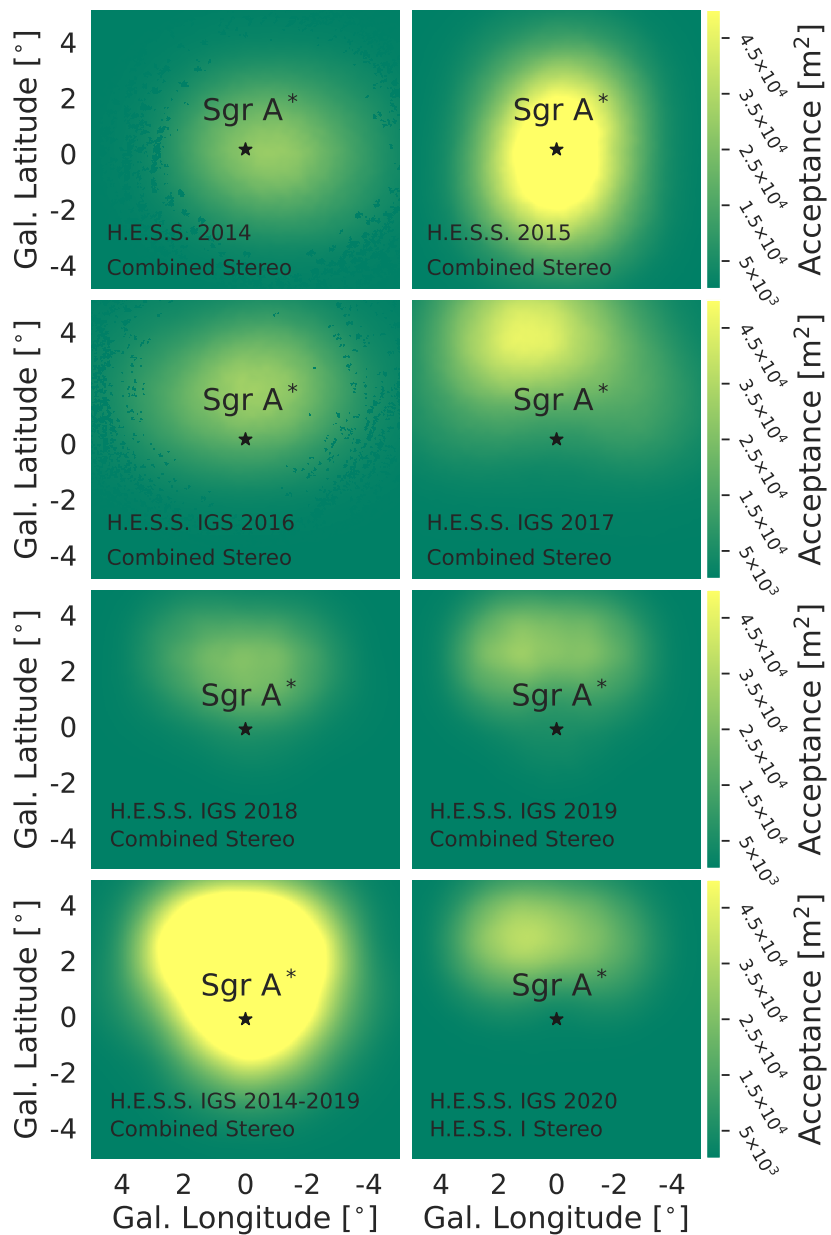 4
2
0
-2
-4
Gal. Latitude [°]
Sgr A*
H.E.S.S. 2014
Combined Stereo
Sgr A*
H.E.S.S. 2015
Combined Stereo
4.5×10⁴
3.5×10⁴
2.5×10⁴
1.5×10⁴
5×10³
Acceptance [m²]
4
2
0
-2
-4
Gal. Latitude [°]
Sgr A*
H.E.S.S. IGS 2016
Combined Stereo
Sgr A*
H.E.S.S. IGS 2017
Combined Stereo
4.5×10⁴
3.5×10⁴
2.5×10⁴
1.5×10⁴
5×10³
Acceptance [m²]
4
2
0
-2
-4
Gal. Latitude [°]
Sgr A*
H.E.S.S. IGS 2018
Combined Stereo
Sgr A*
H.E.S.S. IGS 2019
Combined Stereo
4.5×10⁴
3.5×10⁴
2.5×10⁴
1.5×10⁴
5×10³
Acceptance [m²]
4
2
0
-2
-4
Gal. Latitude [°]
Sgr A*
H.E.S.S. IGS 2014-2019
Combined Stereo
Sgr A*
H.E.S.S. IGS 2020
H.E.S.S. I Stereo
4.5×10⁴
3.5×10⁴
2.5×10⁴
1.5×10⁴
5×10³
Acceptance [m²]
4 2 0 -2 -4
Gal. Longitude [°]
4 2 0 -2 -4
Gal. Longitude [°]